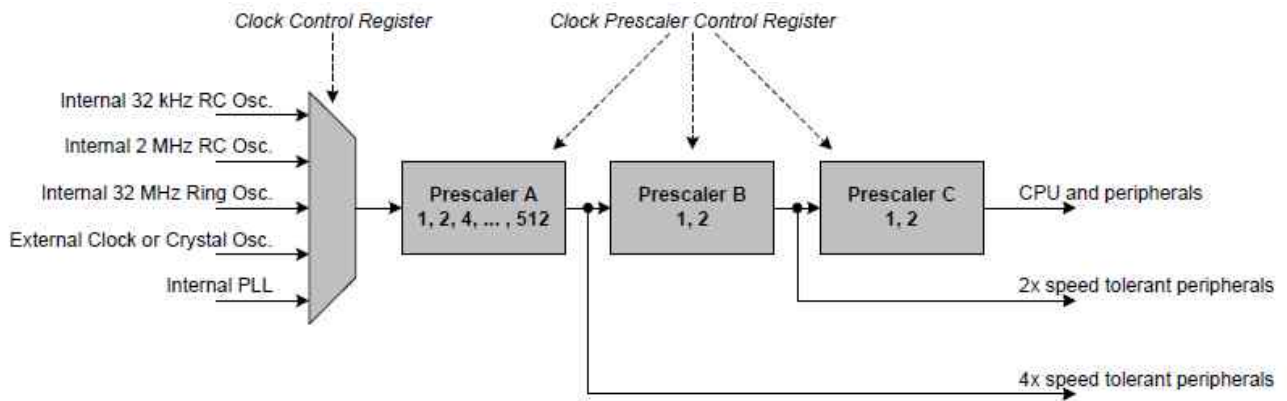 Clock Control Register
Clock Prescaler Control Register
Internal 32 kHz RC Osc.
Internal 2 MHz RC Osc.
Internal 32 MHz Ring Osc.
External Clock or Crystal Osc.
Internal PLL
Prescaler A
1, 2, 4, ... , 512
Prescaler B
1, 2
Prescaler C
1, 2
CPU and peripherals
2x speed tolerant peripherals
4x speed tolerant peripherals